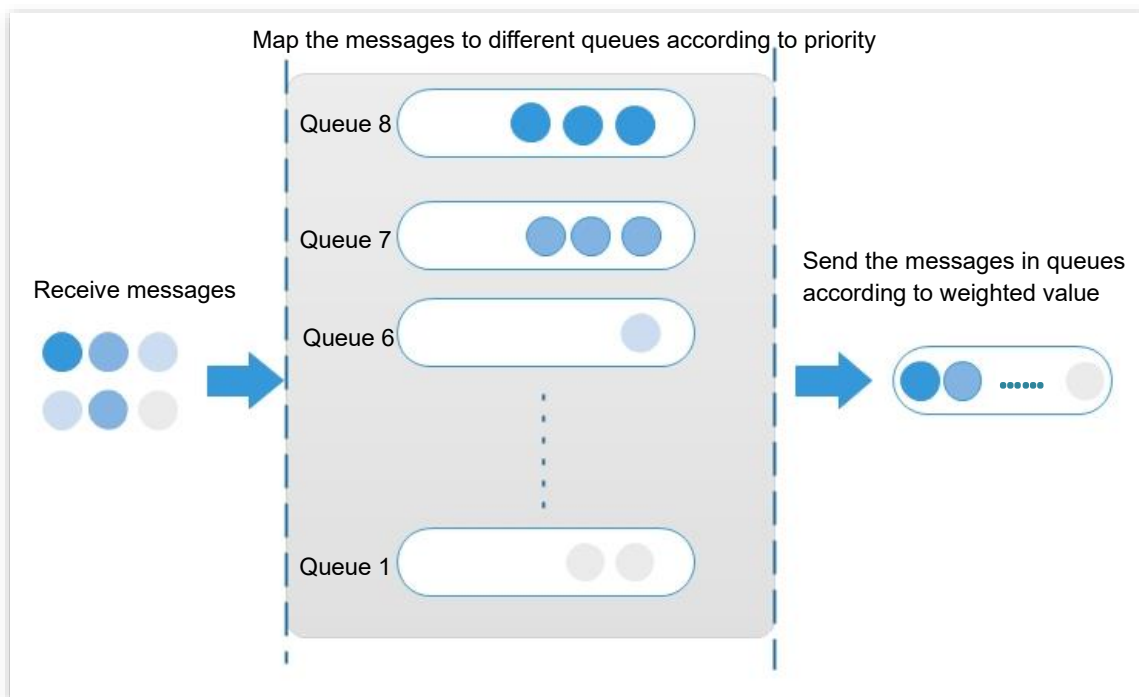 Map the messages to different queues according to priority
Queue 8
Queue 7
Receive messages
Queue 6
Queue 1
Send the messages in queues
according to weighted value